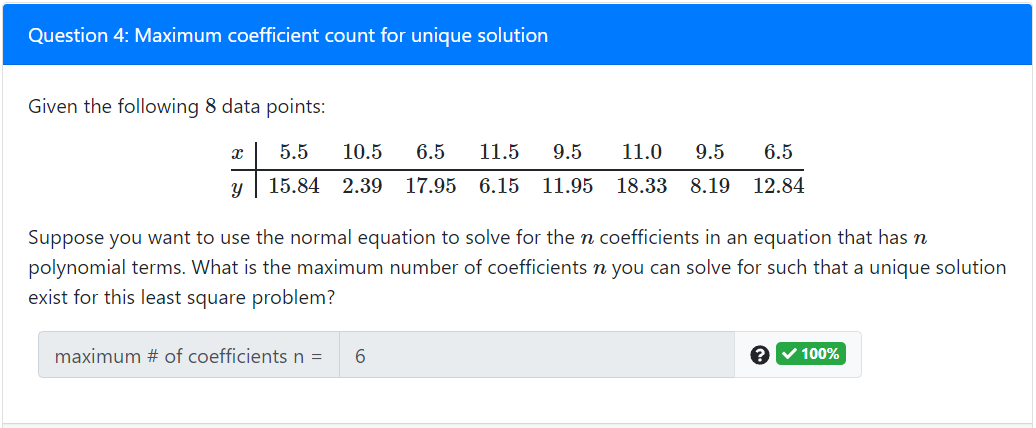 Question 4: Maximum coefficient count for unique solution
Given the following 8 data points:
x 5.5 10.5 6.5 11.5 9.5 11.0 9.5 6.5
y 15.84 2.39 17.95 6.15 11.95 18.33 8.19 12.84
Suppose you want to use the normal equation to solve for the n coefficients in an equation that has n
polynomial terms. What is the maximum number of coefficients n you can solve for such that a unique solution
exist for this least square problem?
maximum # of coefficients n = 6 ? ✓ 100%